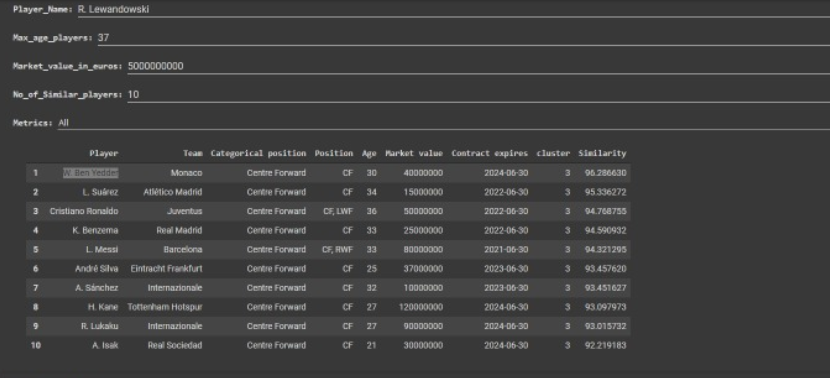 Player_Name: R. Lewandowski
Max_age_players: 37
Market_value_in_euros: 5000000000
No_of_Similar_players: 10
Metrics: All
Player Team Categorical position Position Age Market value Contract expires cluster Similarity
1 W. Ben Yedder Monaco Centre Forward CF 30 40000000 2024-06-30 3 96.286630
2 L. Suárez Atlético Madrid Centre Forward CF 34 15000000 2022-06-30 3 95.336272
3 Cristiano Ronaldo Juventus Centre Forward CF, LWF 36 50000000 2022-06-30 3 94.768755
4 K. Benzema Real Madrid Centre Forward CF 33 25000000 2022-06-30 3 94.590932
5 L. Messi Barcelona Centre Forward CF, RWF 33 80000000 2021-06-30 3 94.321295
6 André Silva Eintracht Frankfurt Centre Forward CF 25 37000000 2023-06-30 3 93.457620
7 A. Sánchez Internazionale Centre Forward CF 32 10000000 2023-06-30 3 93.451627
8 H. Kane Tottenham Hotspur Centre Forward CF 27 120000000 2024-06-30 3 93.097973
9 R. Lukaku Internazionale Centre Forward CF 27 90000000 2024-06-30 3 93.015732
10 A. Isak Real Sociedad Centre Forward CF 21 30000000 2024-06-30 3 92.219183